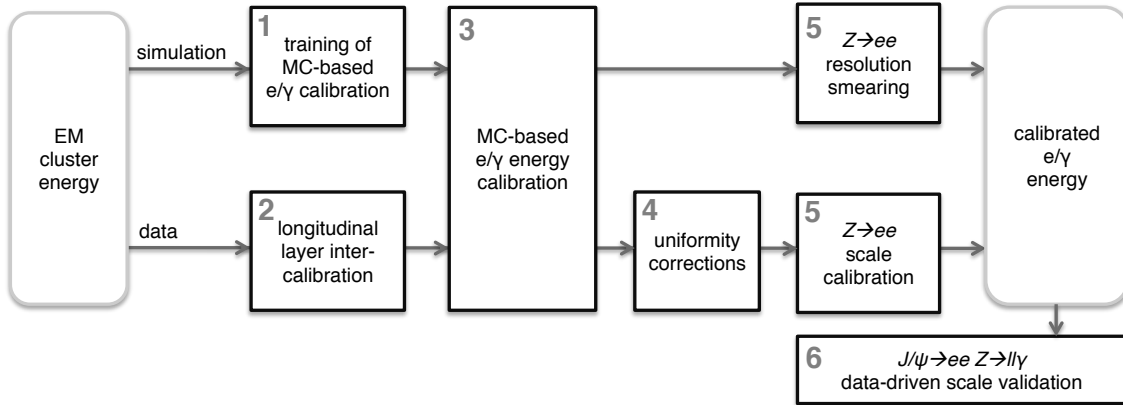 EM
cluster
energy
simulation
data
1
training of
MC-based
e/γ calibration
2
longitudinal
layer inter-
calibration
3
MC-based
e/γ energy
calibration
4
uniformity
corrections
5
Z→ee
resolution
smearing
5
Z→ee
scale
calibration
calibrated
e/γ
energy
6
J/ψ→ee Z→llγ
data-driven scale validation